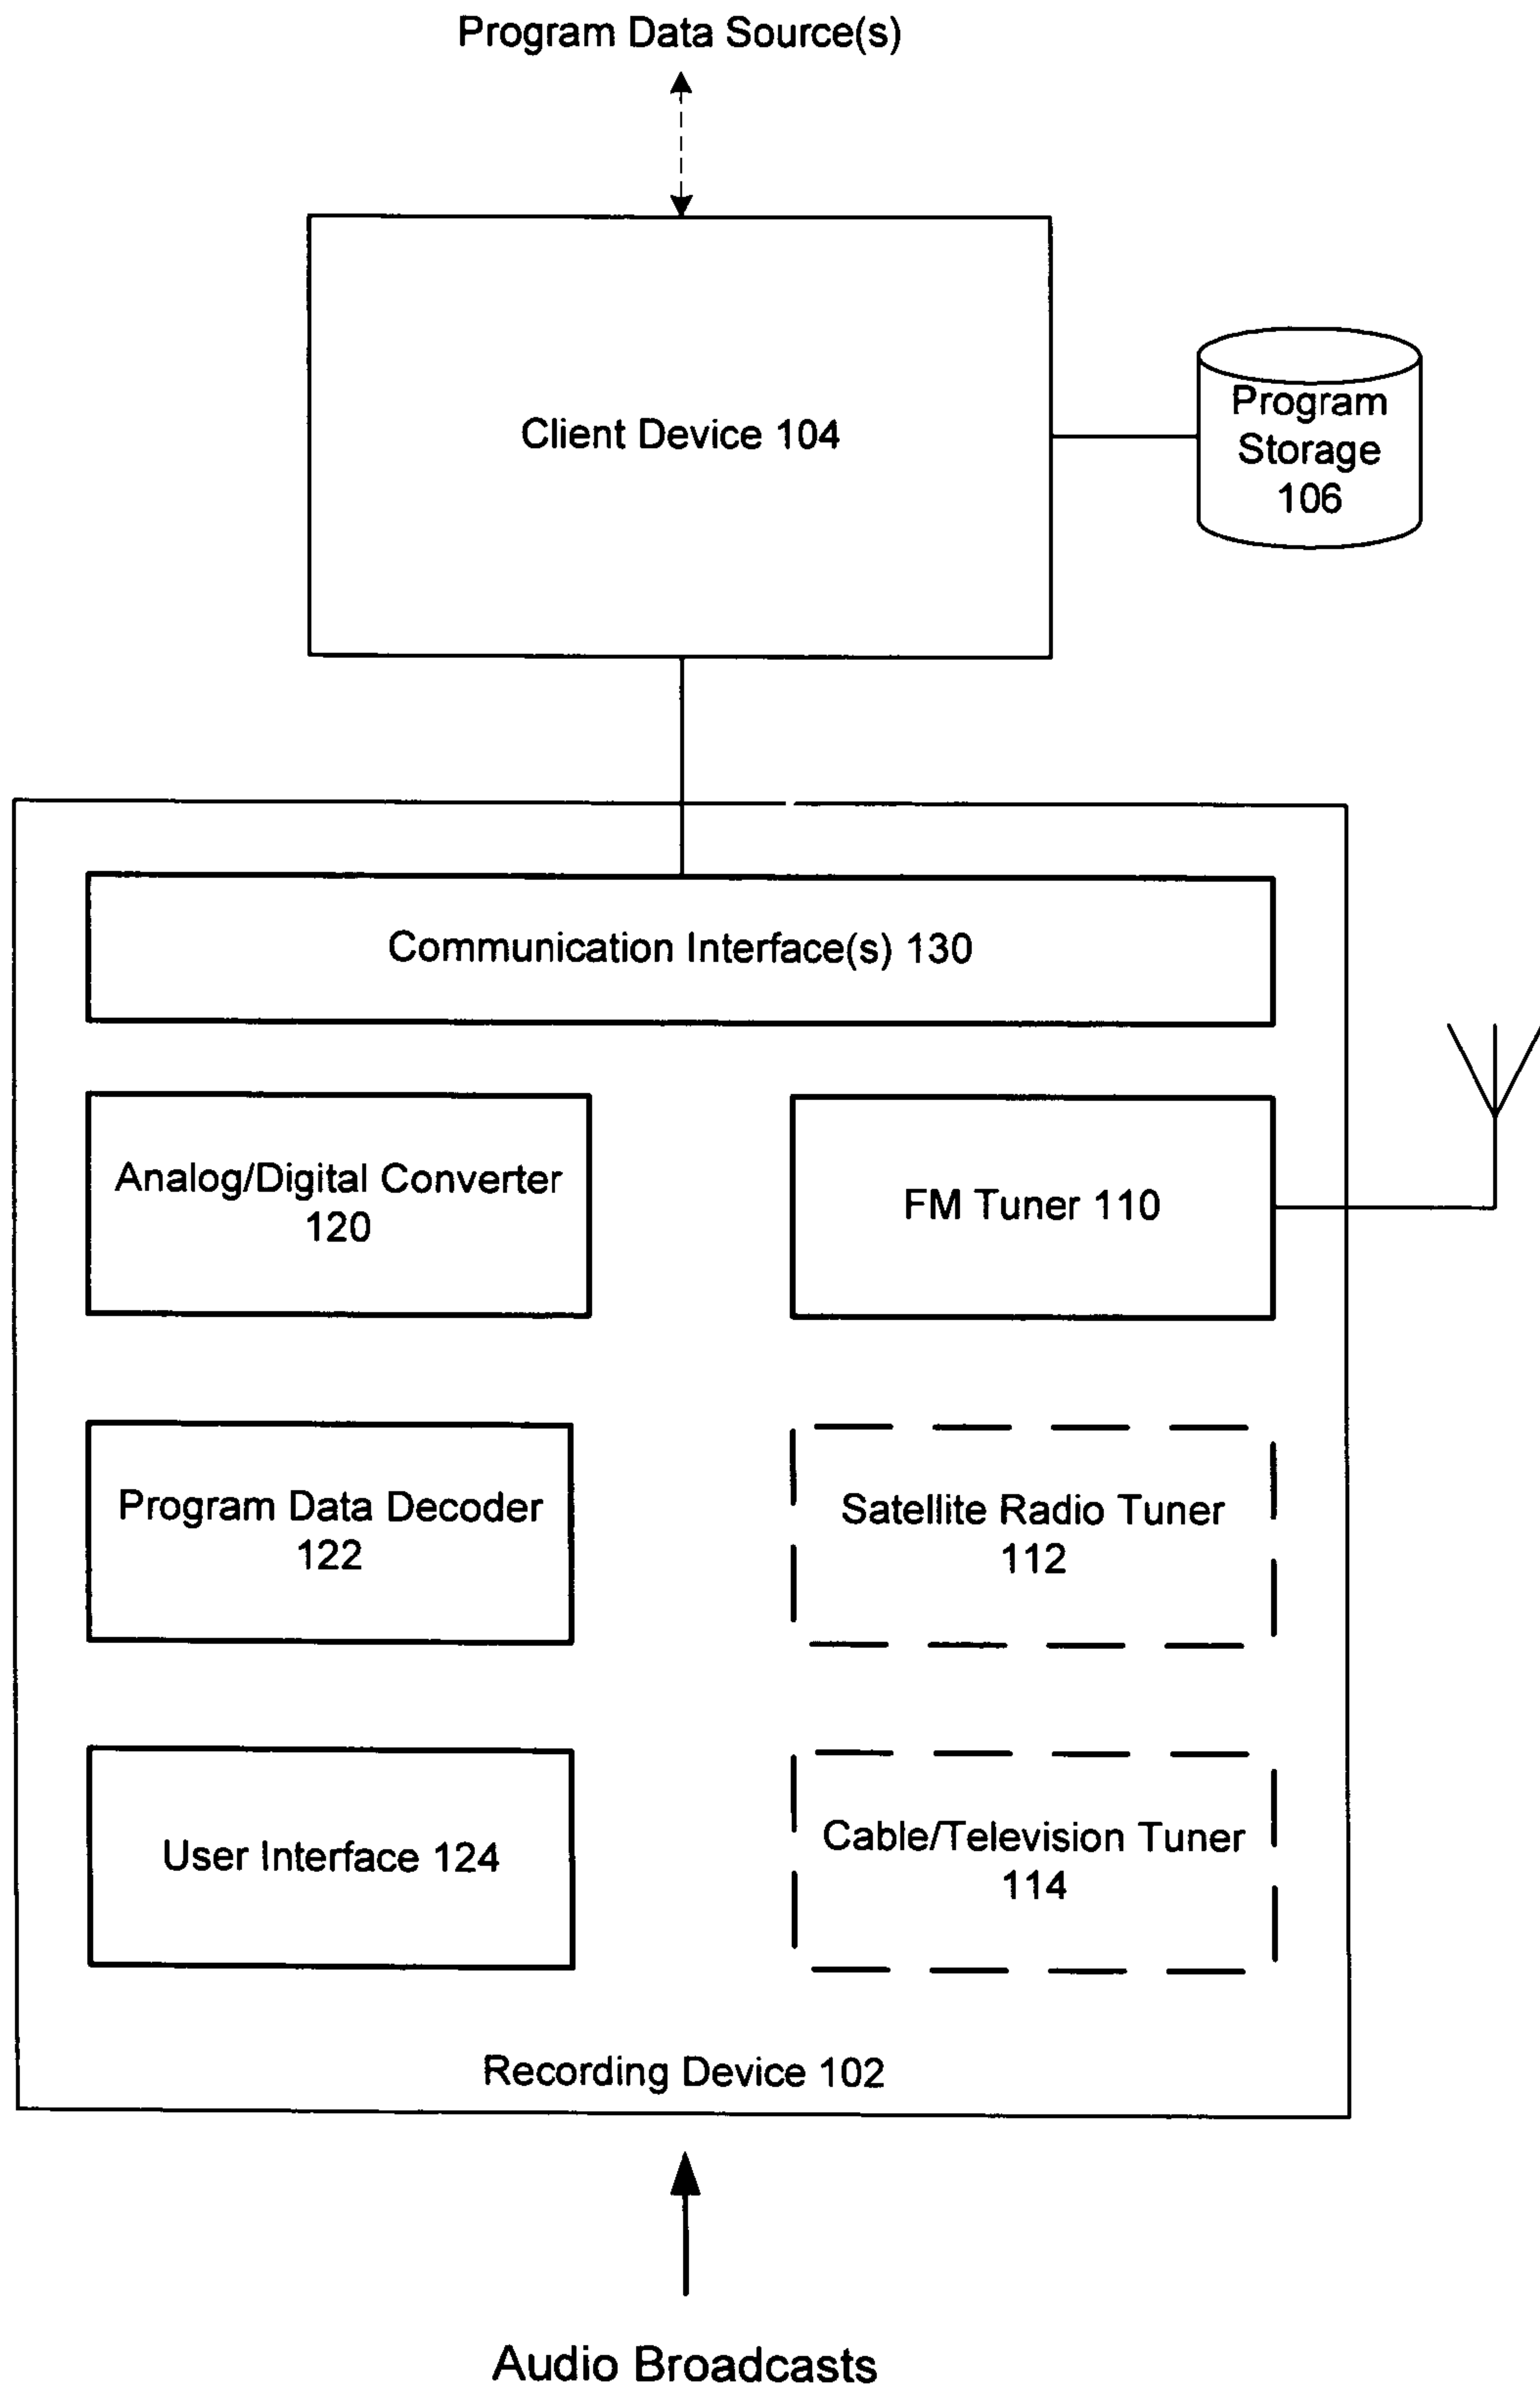 Program Data Source(s)
Client Device 104
Program
Storage
106
Communication Interface(s) 130
Analog/Digital Converter
120
FM Tuner 110
Program Data Decoder
122
Satellite Radio Tuner
112
User Interface 124
Cable/Television Tuner
114
Recording Device 102
Audio Broadcasts